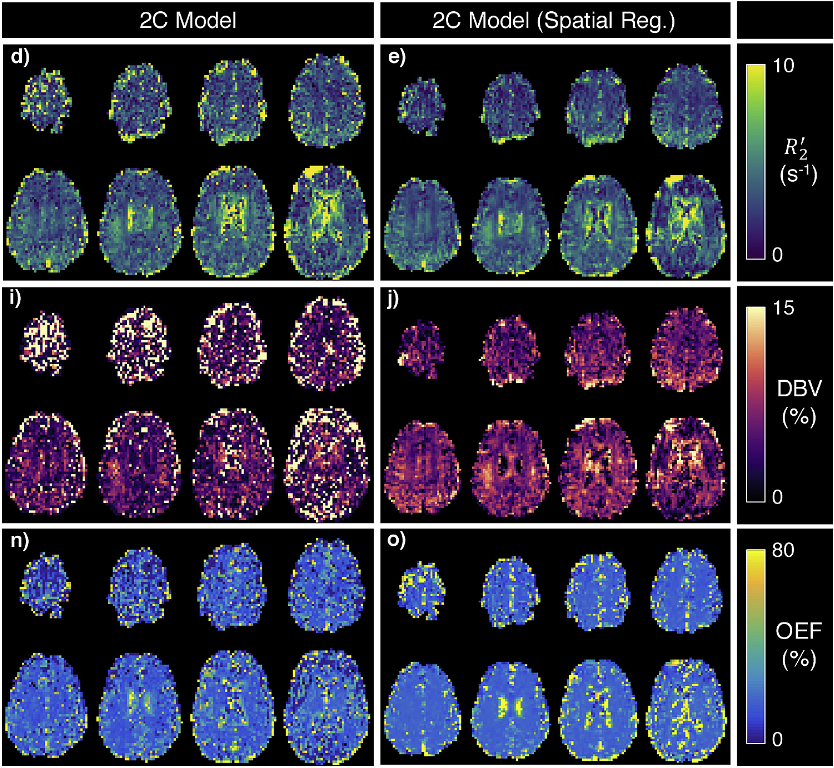 2C Model
2C Model (Spatial Reg.)
d)
e)
10
R′2
(s-1)
0
i)
j)
15
DBV
(%)
0
n)
o)
80
OEF
(%)
0